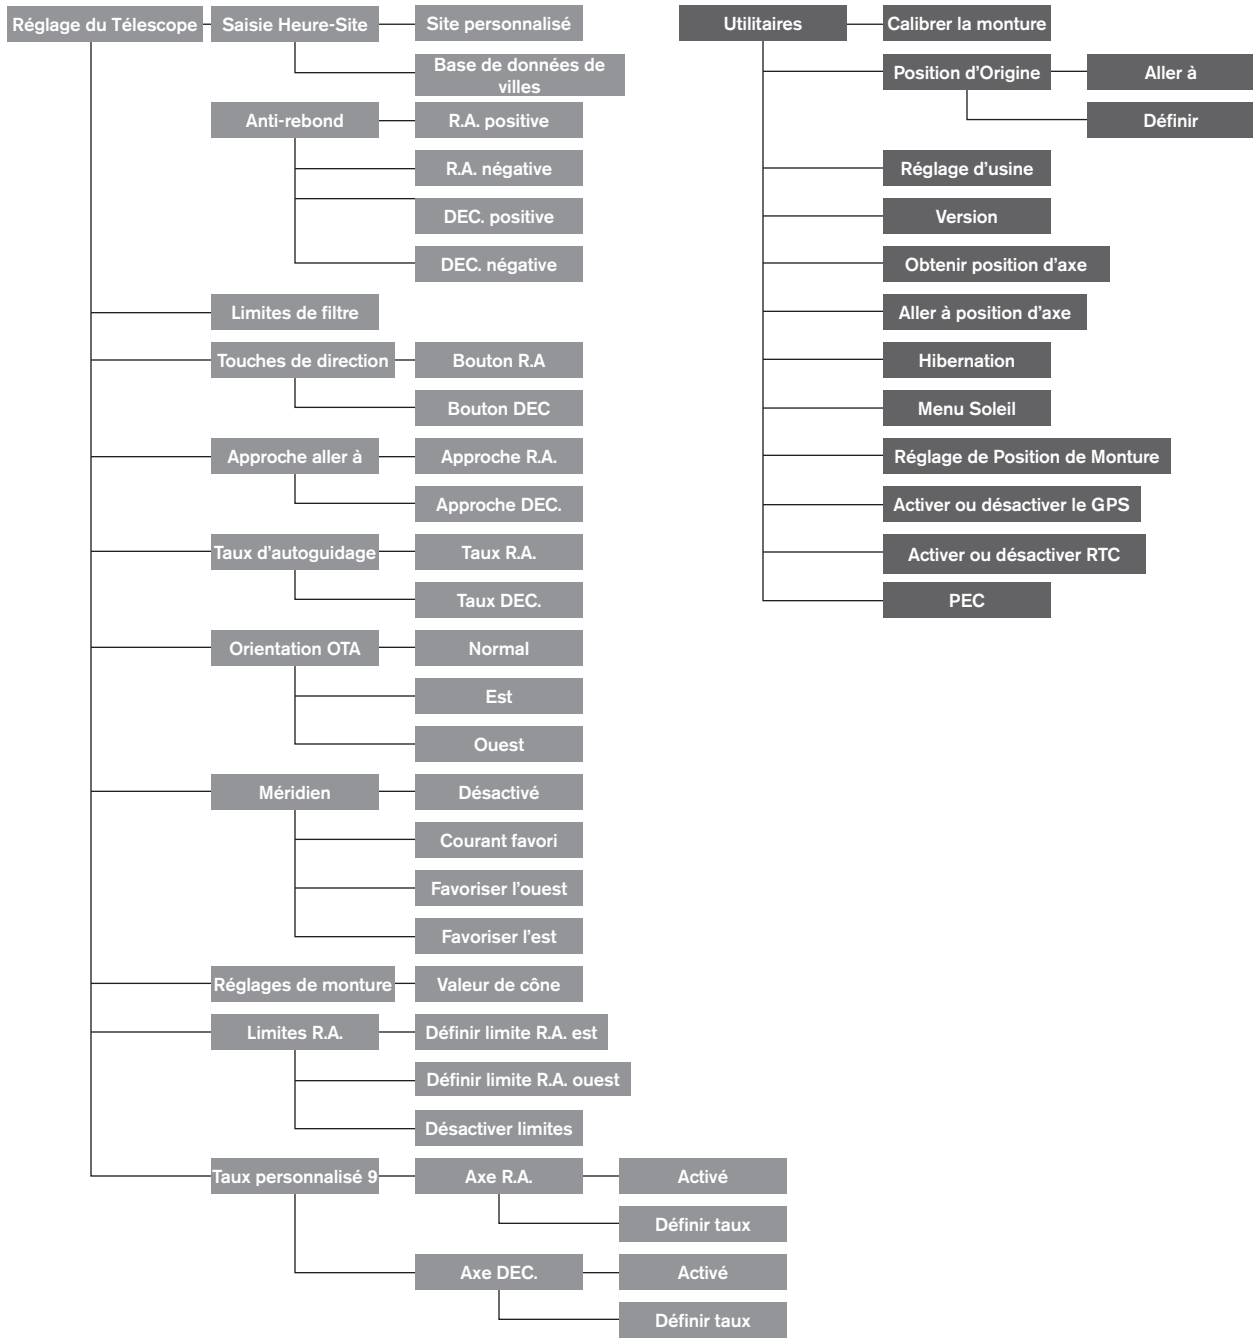 Réglage du Télescope
Saisie Heure-Site
Site personnalisé
Base de données de
villes
Anti-rebond
R.A. positive
R.A. négative
DEC. positive
DEC. négative
Limites de filtre
Touches de direction
Bouton R.A
Bouton DEC
Approche aller à
Approche R.A.
Approche DEC.
Taux d'autoguidage
Taux R.A.
Taux DEC.
Orientation OTA
Normal
Est
Ouest
Méridien
Désactivé
Courant favori
Favoriser l'ouest
Favoriser l'est
Réglages de monture
Valeur de cône
Limites R.A.
Définir limite R.A. est
Définir limite R.A. ouest
Désactiver limites
Taux personnalisé 9
Axe R.A.
Activé
Définir taux
Axe DEC.
Activé
Définir taux
Utilitaires
Calibrer la monture
Position d'Origine
Aller à
Définir
Réglage d'usine
Version
Obtenir position d'axe
Aller à position d'axe
Hibernation
Menu Soleil
Réglage de Position de Monture
Activer ou désactiver le GPS
Activer ou désactiver RTC
PEC